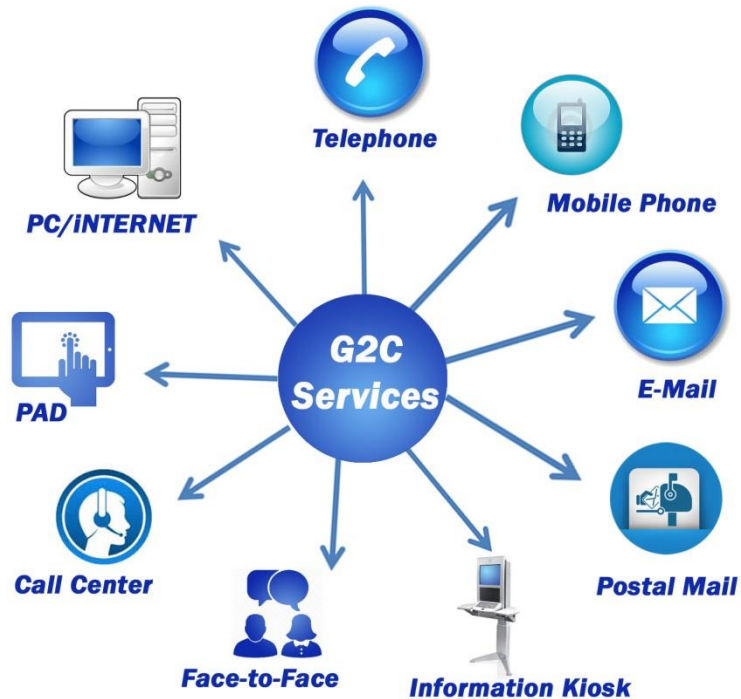 Telephone
Mobile Phone
PC/iNTERNET
G2C
Services
E-Mail
PAD
Call Center
Postal Mail
Face-to-Face
Information Kiosk